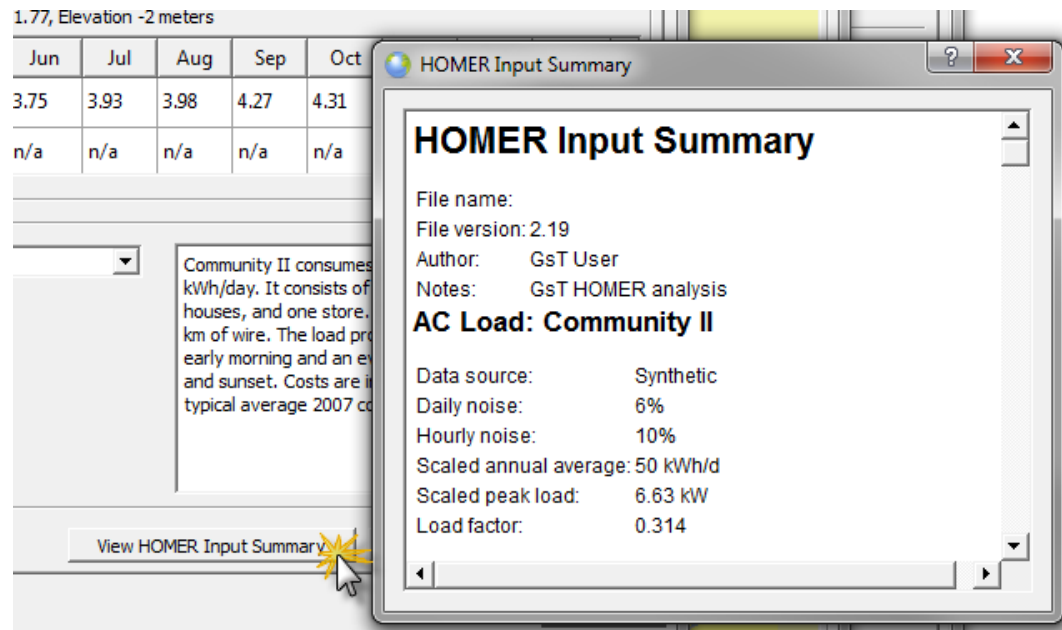 1.77, Elevation -2 meters
Jun Jul Aug Sep Oct
3.75 3.93 3.98 4.27 4.31
n/a n/a n/a n/a n/a
Community II consumes
kWh/day. It consists of
houses, and one store.
km of wire. The load
early morning and an
and sunset. Costs are
typical average 2007
View HOMER Input Summary
HOMER Input Summary
? X
HOMER Input Summary
File name:
File version: 2.19
Author: GsT User
Notes: GsT HOMER analysis
AC Load: Community II
Data source: Synthetic
Daily noise: 6%
Hourly noise: 10%
Scaled annual average: 50 kWh/d
Scaled peak load: 6.63 kW
Load factor: 0.314